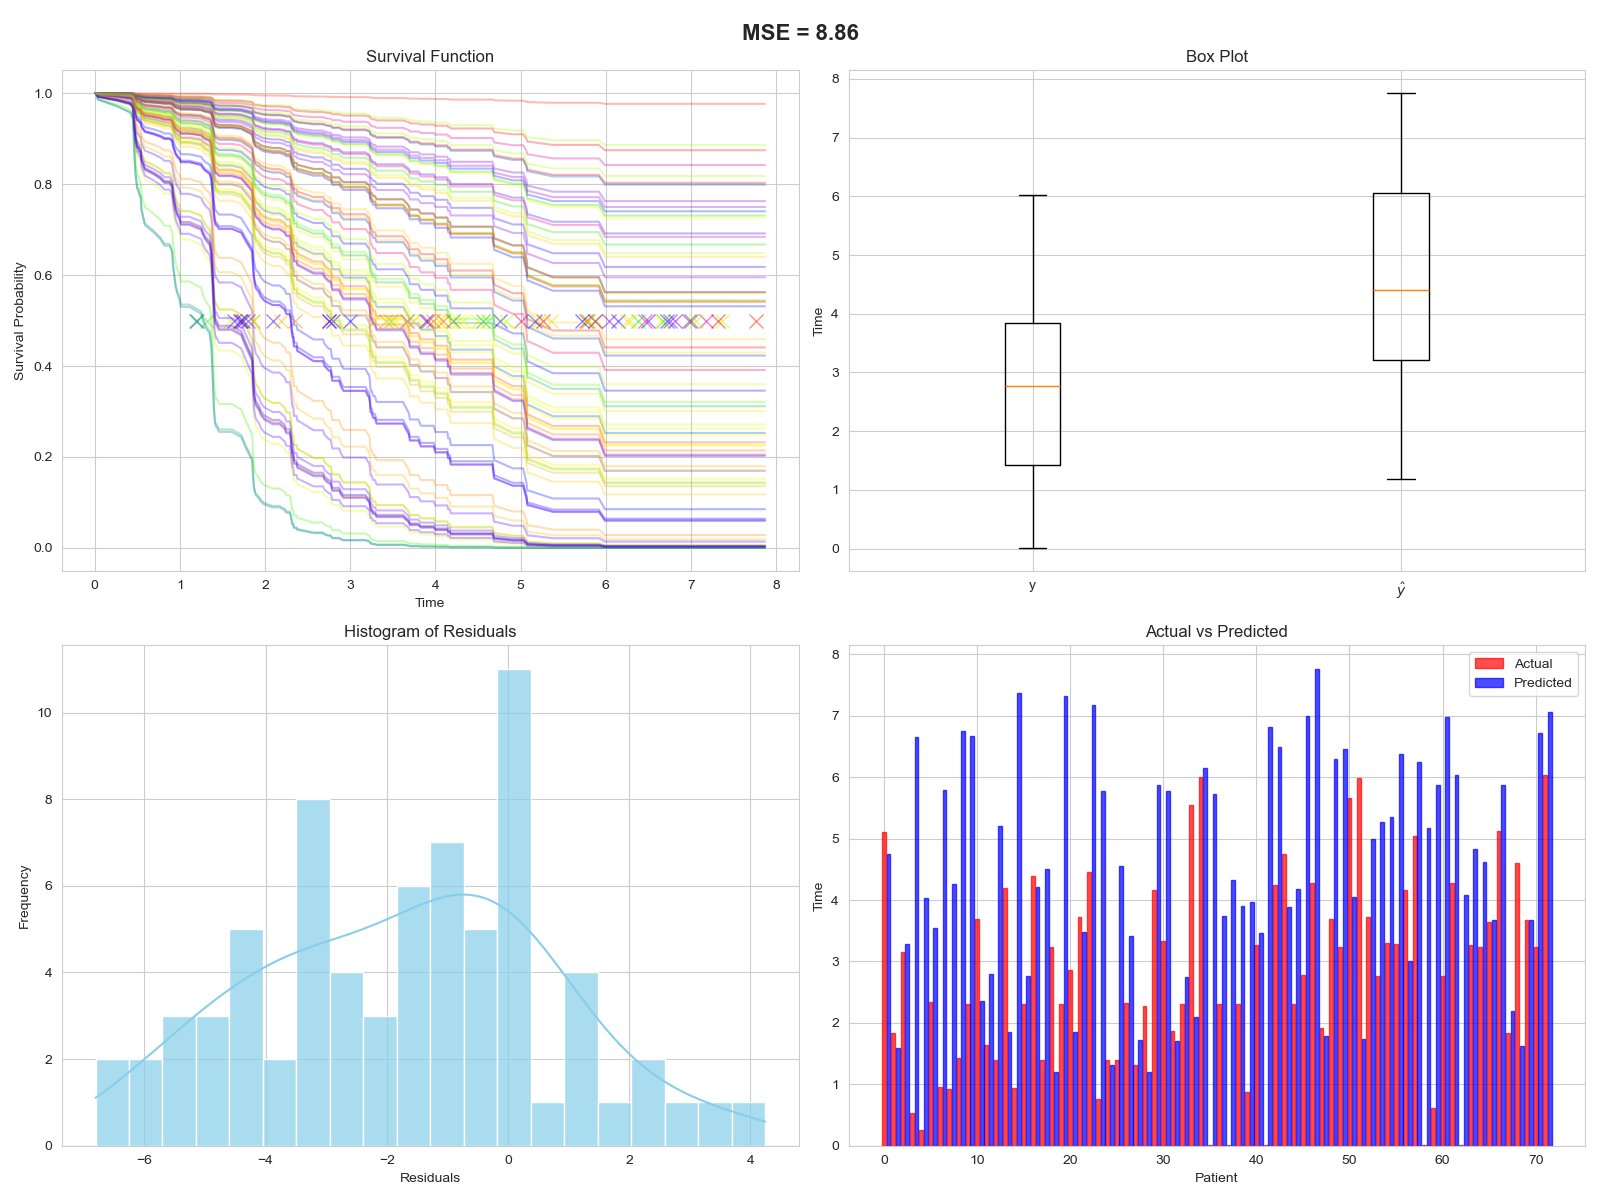 MSE = 8.86
Survival Function
Survival Probability
1.0
0.8
0.6
0.4
0.2
0.0
0 1 2 3 4 5 6 7 8
Time
Box Plot
Time
8
7
6
5
4
3
2
1
0
y ŷ
Histogram of Residuals
Frequency
10
8
6
4
2
0
−6 −4 −2 0 2 4
Residuals
Actual vs Predicted
Time
8
7
6
5
4
3
2
1
0
Actual
Predicted
0 10 20 30 40 50 60 70
Patient